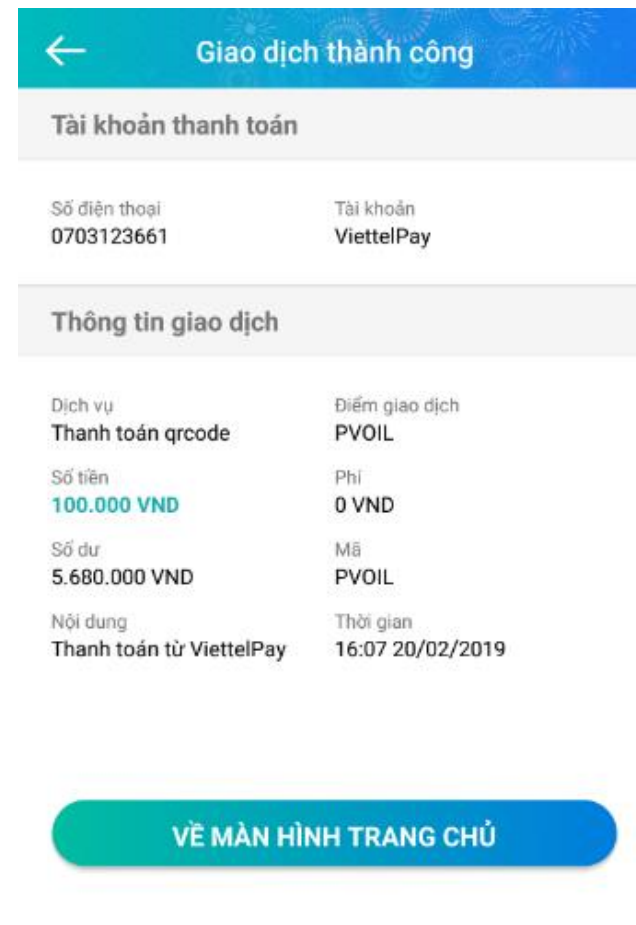 Giao dịch thành công
Tài khoản thanh toán
Số điện thoại Tài khoản
0703123661 ViettelPay
Thông tin giao dịch
Dịch vụ Điểm giao dịch
Thanh toán qrcode PVOIL
Số tiền Phí
100.000 VND 0 VND
Số dư Mã
5.680.000 VND PVOIL
Nội dung Thời gian
Thanh toán từ ViettelPay 16:07 20/02/2019
VỀ MÀN HÌNH TRANG CHỦ